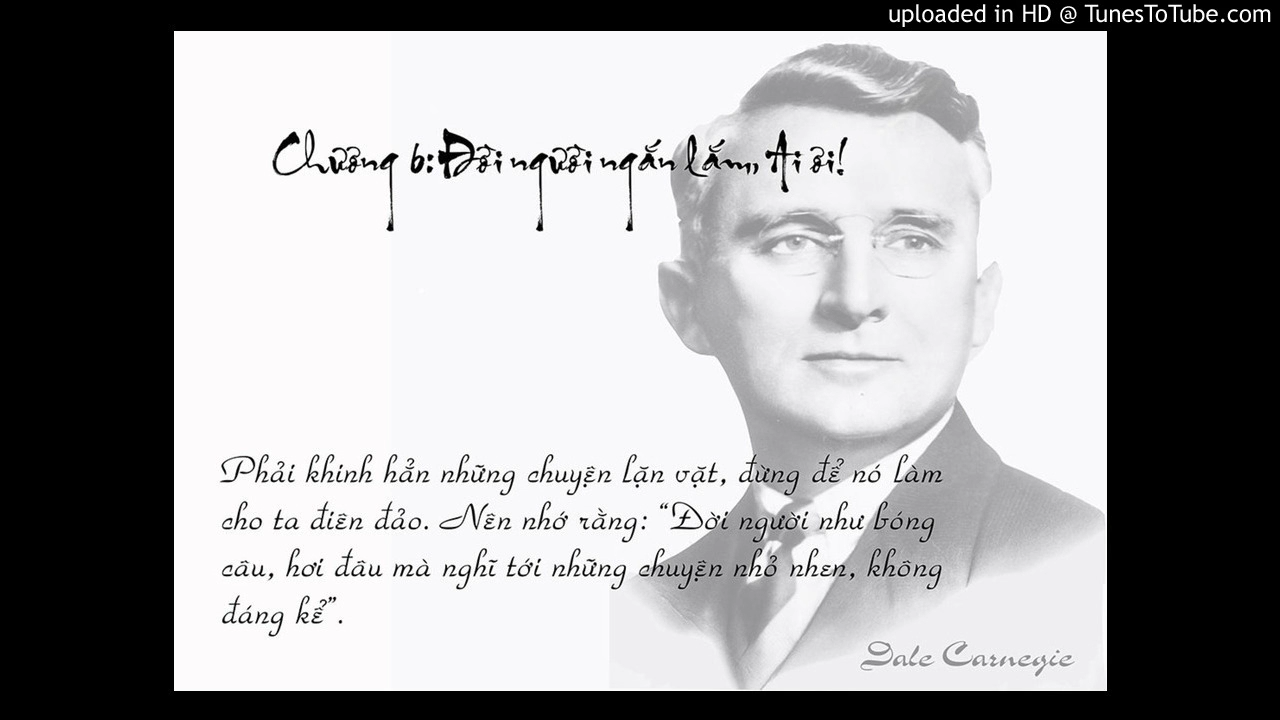 uploaded in HD @ TunesToTube.com
Chương 6: Đời người ngắn lắm, Ai ơi!
Phải khinh hẳn những chuyện lặn vặt, đừng để nó làm
cho ta điên đảo. Nên nhớ rằng: “Đời người như bóng
câu, hơi đâu mà nghĩ tới những chuyện nhỏ nhen, không
đáng kể”.
Dale Carnegie